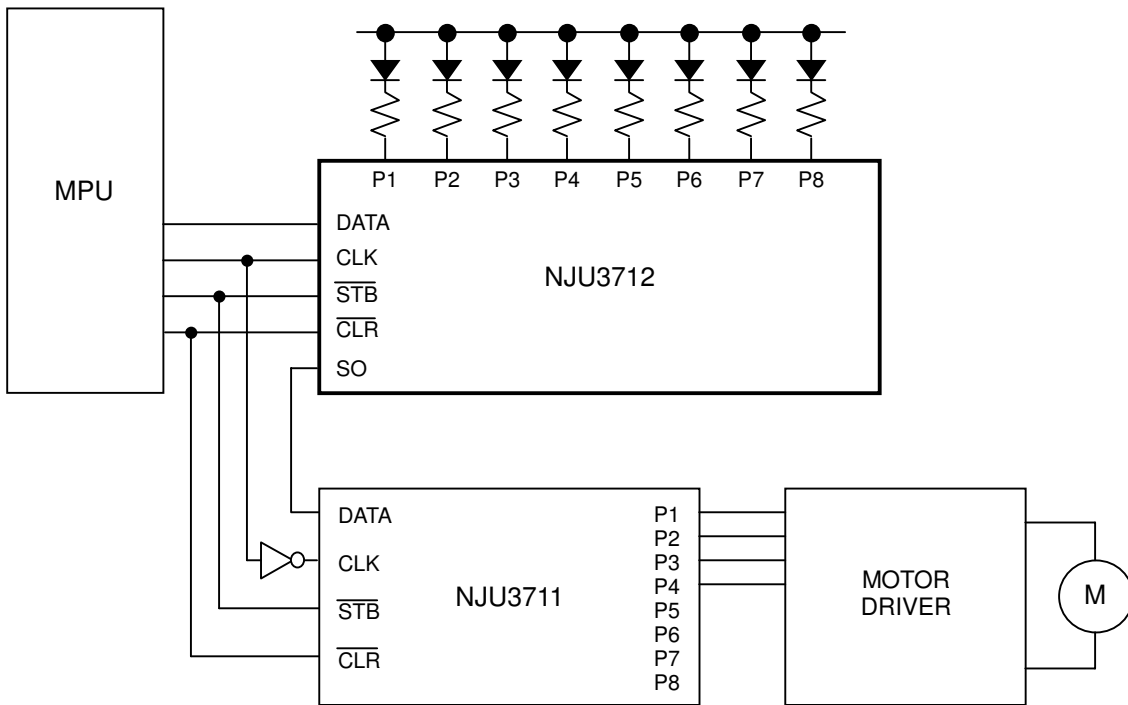 MPU
P1 P2 P3 P4 P5 P6 P7 P8
DATA
CLK
STB
CLR
SO
NJU3712
DATA
CLK
STB
CLR
NJU3711
P1
P2
P3
P4
P5
P6
P7
P8
MOTOR
DRIVER
M